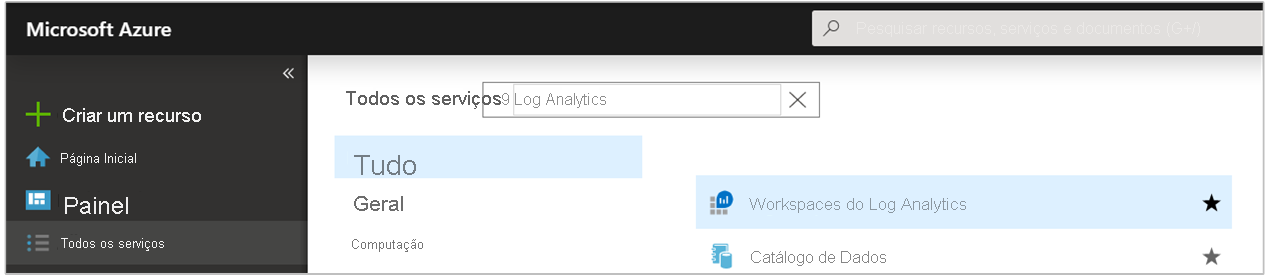 Microsoft Azure
Pesquisar recursos, serviços e documentos (G+/)
«
Criar um recurso
Página Inicial
Painel
Todos os serviços
Todos os serviços 9 Log Analytics
Tudo
Geral
Computação
Workspaces do Log Analytics
Catálogo de Dados